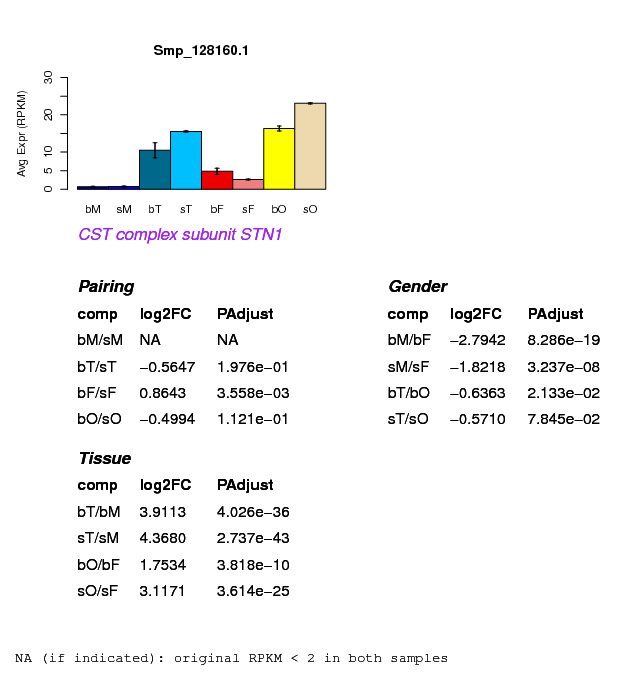 Smp_128160.1
Avg Expr (RPKM)
30
20
10
5
0
bM sM bT sT bF sF bO sO
CST complex subunit STN1
Pairing
comp log2FC PAdjust
bM/sM NA NA
bT/sT −0.5647 1.976e−01
bF/sF 0.8643 3.558e−03
bO/sO −0.4994 1.121e−01
Gender
comp log2FC PAdjust
bM/bF −2.7942 8.286e−19
sM/sF −1.8218 3.237e−08
bT/bO −0.6363 2.133e−02
sT/sO −0.5710 7.845e−02
Tissue
comp log2FC PAdjust
bT/bM 3.9113 4.026e−36
sT/sM 4.3680 2.737e−43
bO/bF 1.7534 3.818e−10
sO/sF 3.1171 3.614e−25
NA (if indicated): original RPKM < 2 in both samples